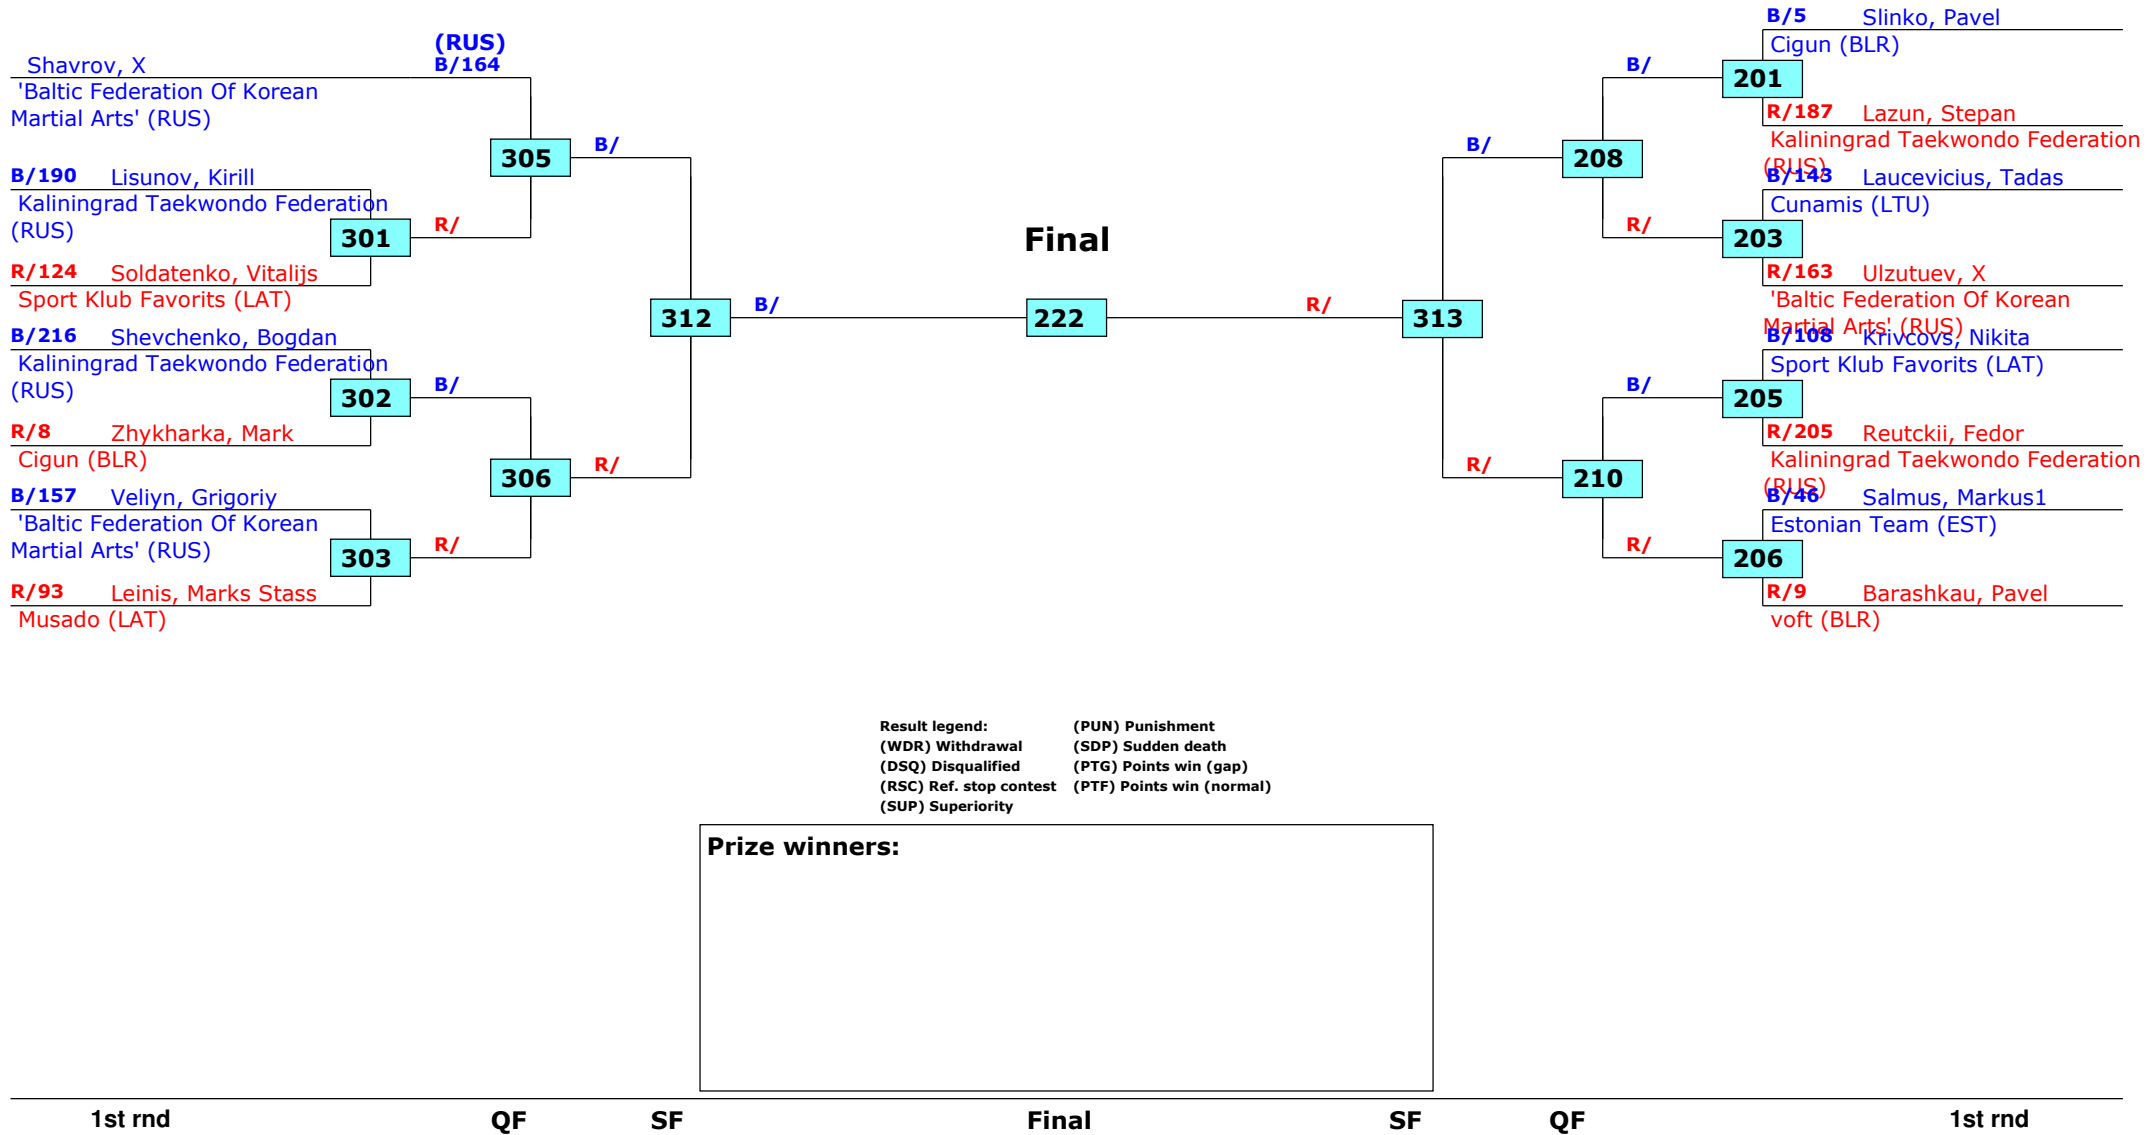 (RUS)
Shavrov, X
B/164
'Baltic Federation Of Korean
Martial Arts' (RUS)
305
B/
B/190 Lisunov, Kirill
Kaliningrad Taekwondo Federation
(RUS)
301
R/
R/124 Soldatenko, Vitalijs
Sport Klub Favorits (LAT)
312
B/
B/216 Shevchenko, Bogdan
Kaliningrad Taekwondo Federation
(RUS)
302
B/
R/8 Zhykharka, Mark
Cigun (BLR)
306
R/
B/157 Veliyn, Grigoriy
'Baltic Federation Of Korean
Martial Arts' (RUS)
303
R/
R/93 Leinis, Marks Stass
Musado (LAT)
Final
222
B/5 Slinko, Pavel
Cigun (BLR)
B/
201
R/187 Lazun, Stepan
Kaliningrad Taekwondo Federation
(RUS)
B/
208
B/143 Laucevicius, Tadas
Cunamis (LTU)
R/
203
R/163 Ulzutuev, X
'Baltic Federation Of Korean
Martial Arts' (RUS)
R/
313
B/108 Krivcovs, Nikita
Sport Klub Favorits (LAT)
B/
205
R/205 Reutckii, Fedor
Kaliningrad Taekwondo Federation
(RUS)
R/
210
B/46 Salmus, Markus1
Estonian Team (EST)
R/
206
R/9 Barashkau, Pavel
voft (BLR)
Result legend: (PUN) Punishment
(WDR) Withdrawal (SDP) Sudden death
(DSQ) Disqualified (PTG) Points win (gap)
(RSC) Ref. stop contest (PTF) Points win (normal)
(SUP) Superiority
Prize winners:
1st rnd QF SF Final SF QF 1st rnd